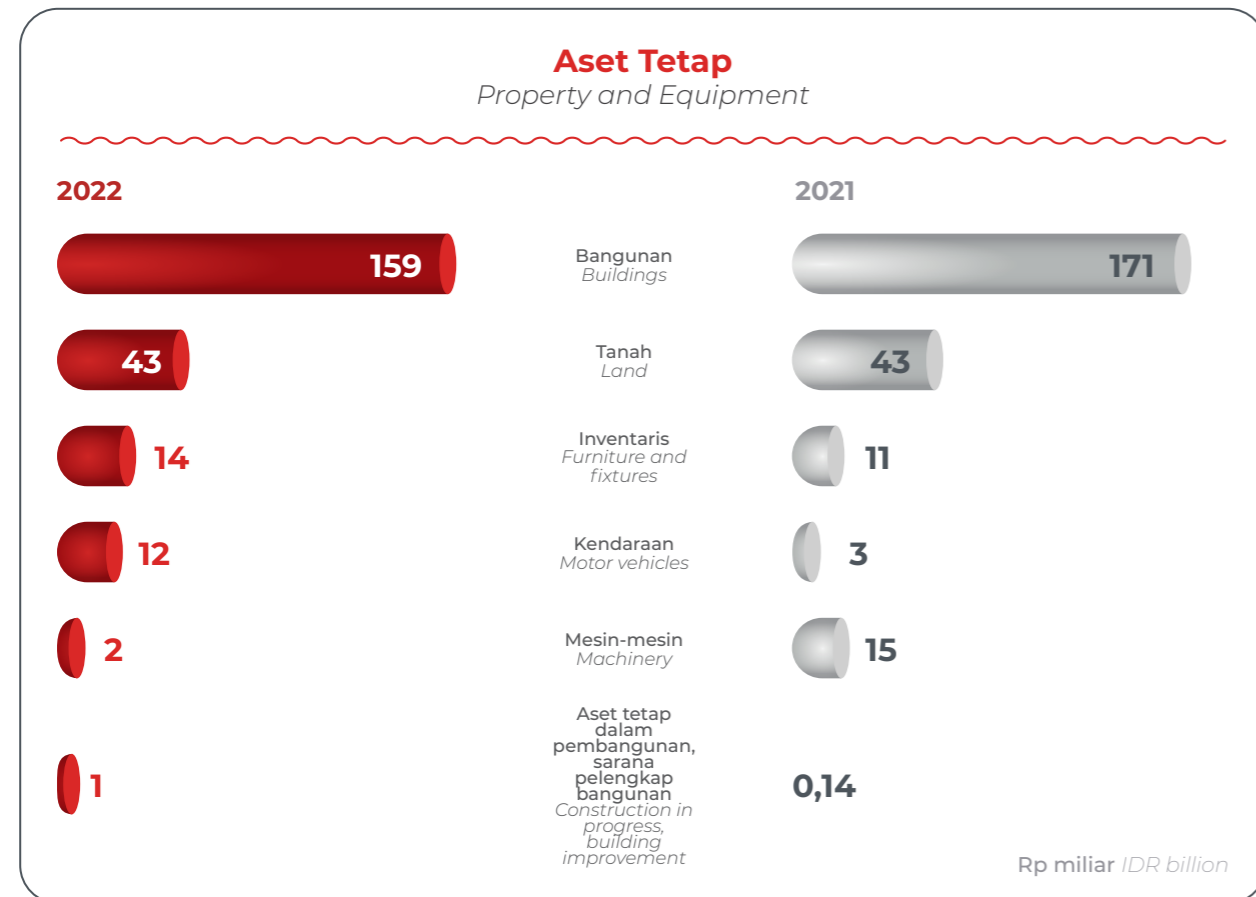 Aset Tetap
Property and Equipment
2022
2021
159
Bangunan
Buildings
171
43
Tanah
Land
43
14
Inventaris
Furniture and
fixtures
11
12
Kendaraan
Motor vehicles
3
2
Mesin-mesin
Machinery
15
1
Aset tetap
dalam
pembangunan,
sarana
pelengkap
bangunan
Construction in
progress,
building
improvement
0,14
Rp miliar IDR billion